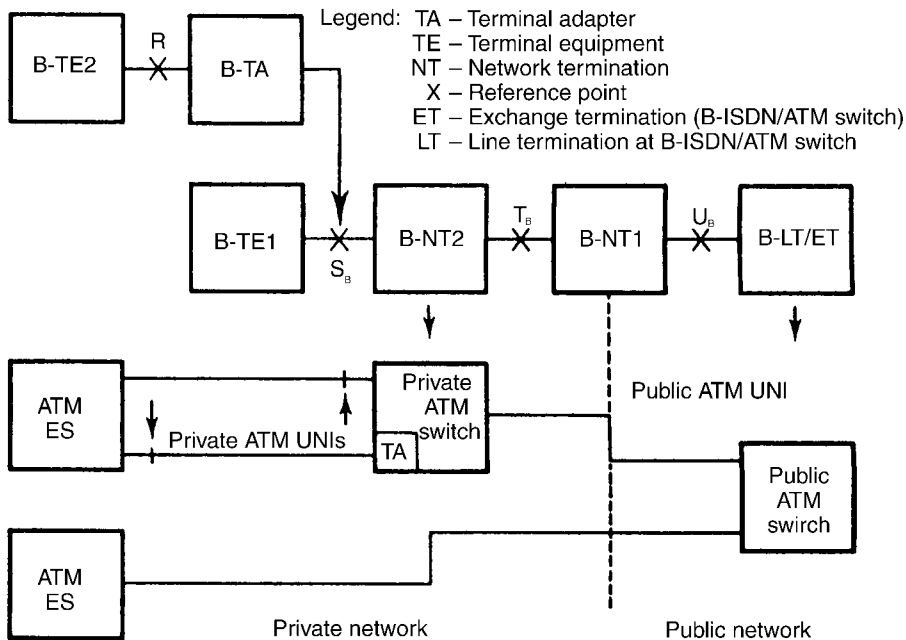 Legend: TA – Terminal adapter
TE – Terminal equipment
NT – Network termination
X – Reference point
ET – Exchange termination (B-ISDN/ATM switch)
LT – Line termination at B-ISDN/ATM switch
B-TE2
R
B-TA
B-TE1
S_B
B-NT2
T_B
B-NT1
U_B
B-LT/ET
ATM
ES
Private ATM UNIs
Private
ATM
switch
TA
Public ATM UNI
Public
ATM
swirch
ATM
ES
Private network
Public network